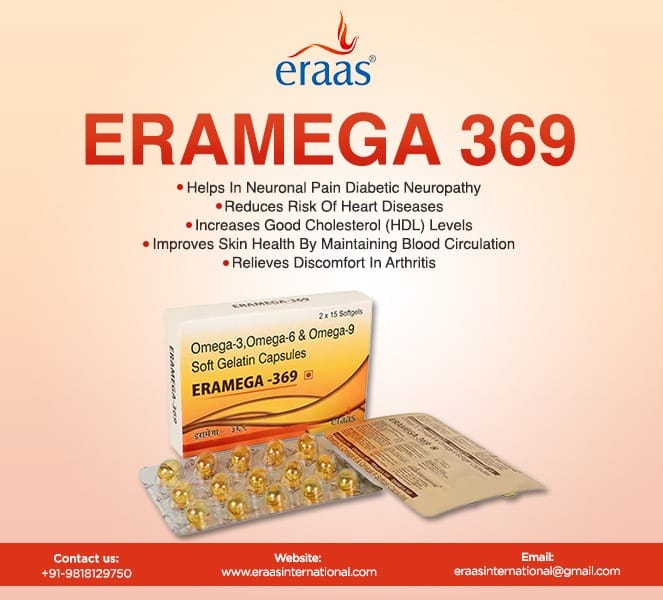 eraas®
ERAMEGA 369
• Helps In Neuronal Pain Diabetic Neuropathy
• Reduces Risk Of Heart Diseases
• Increases Good Cholesterol (HDL) Levels
• Improves Skin Health By Maintaining Blood Circulation
• Relieves Discomfort In Arthritis
ERAMEGA-369
2 x 15 Softgels
Omega-3,Omega-6 & Omega-9
Soft Gelatin Capsules
ERAMEGA -369
ERAMEGA-369
eraas
ERAMEGA-369
Contact us:
+91-9818129750
Website:
www.eraasinternational.com
Email:
eraasinternational@gmail.com